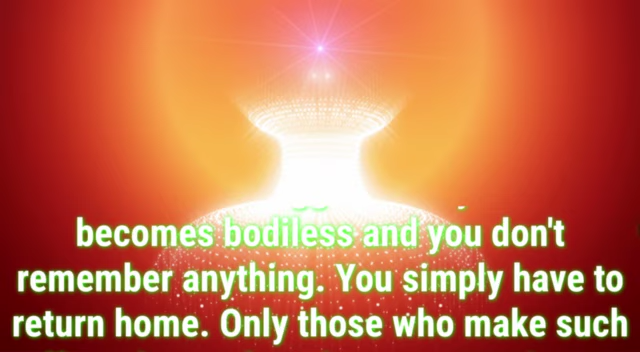 becomes bodiless and you don't
remember anything. You simply have to
return home. Only those who make such